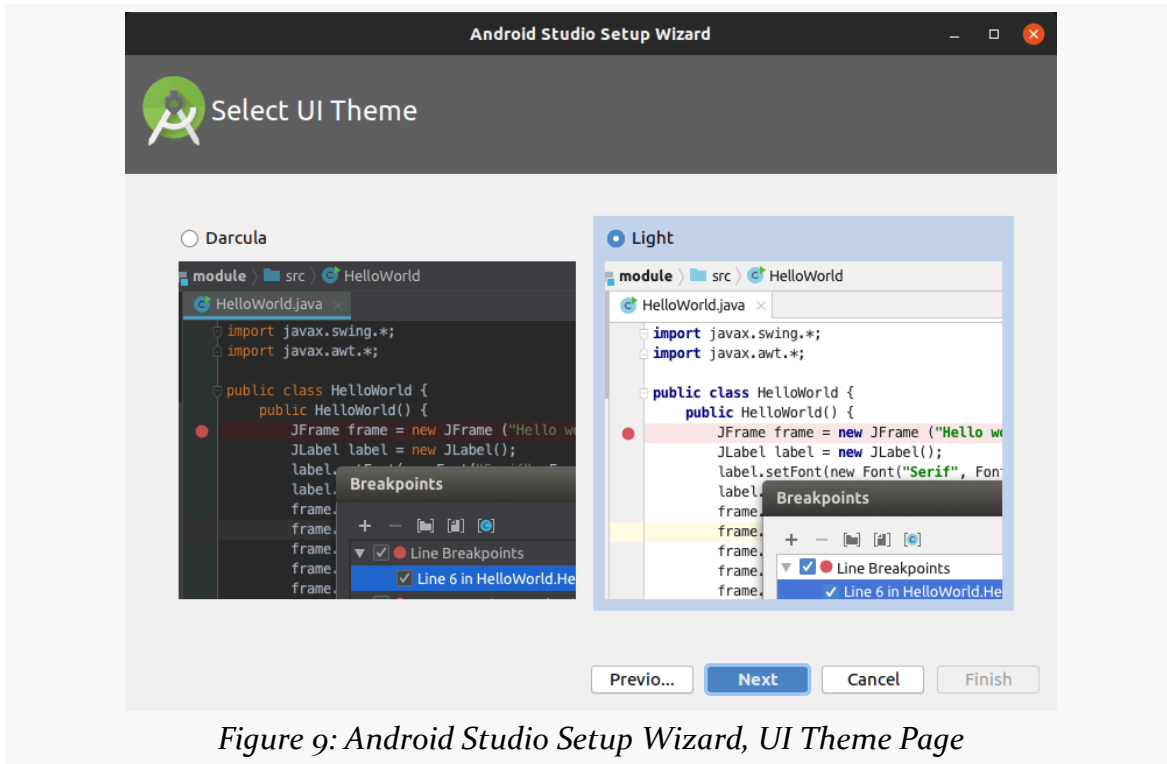 Android Studio Setup Wizard
Select UI Theme
Darcula
module src HelloWorld
HelloWorld.java
import javax.swing.*;
import javax.awt.*;
public class HelloWorld {
public HelloWorld() {
JFrame frame = new JFrame ("Hello
JLabel label = new JLabel();
label.
label.
frame.
frame.
frame.
frame.
frame.
Breakpoints
Line Breakpoints
Line 6 in HelloWorld.He
Light
module src HelloWorld
HelloWorld.java
import javax.swing.*;
import javax.awt.*;
public class HelloWorld {
public HelloWorld() {
JFrame frame = new JFrame ("Hello
JLabel label = new JLabel();
label.setFont(new Font("Serif", Fon
label.
frame.
frame.
frame.
frame.
frame.
Breakpoints
Line Breakpoints
Line 6 in HelloWorld.He
Previo... Next Cancel Finish
Figure 9: Android Studio Setup Wizard, UI Theme Page